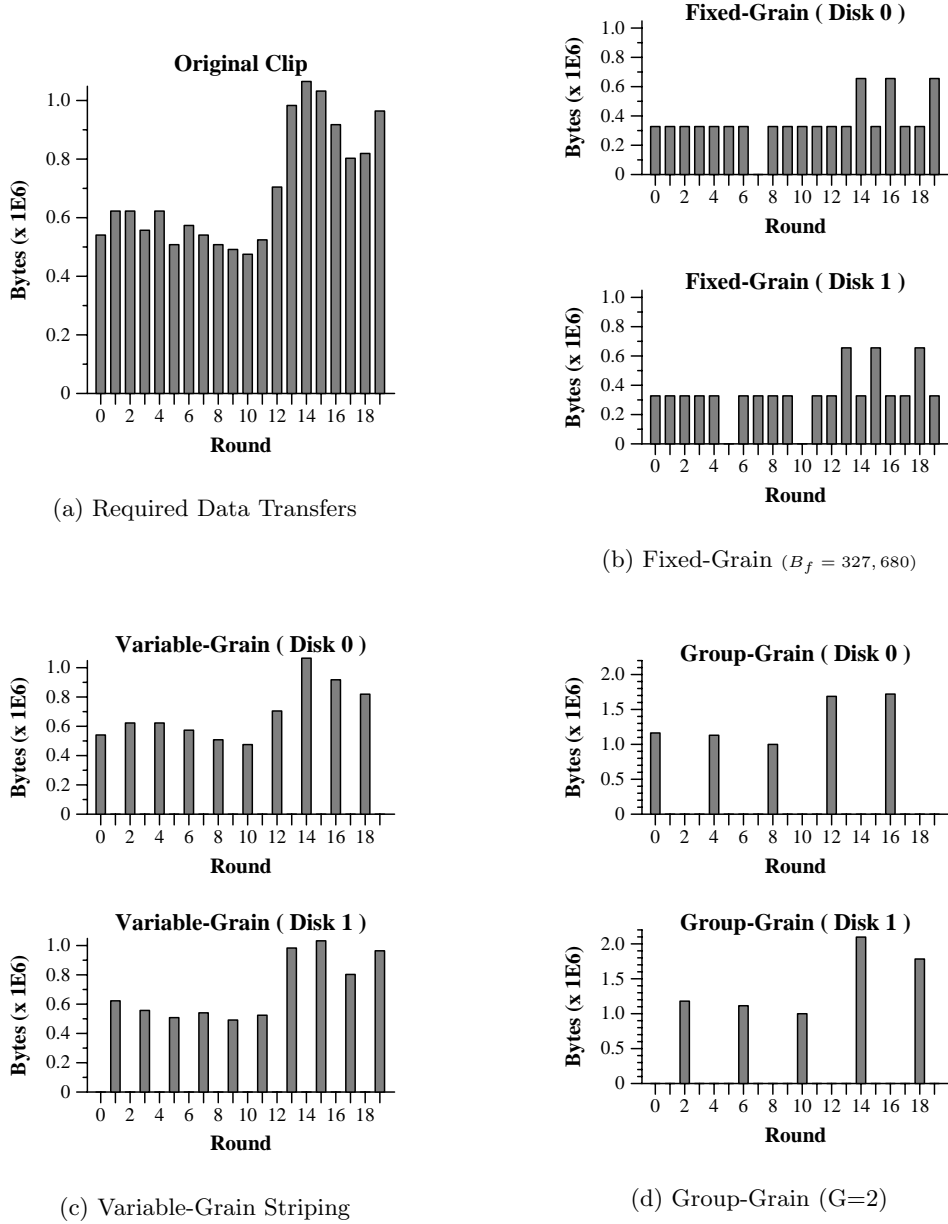 Original Clip
Bytes (x 1E6)
1.0
0.8
0.6
0.4
0.2
0
0 2 4 6 8 10 12 14 16 18
Round
(a) Required Data Transfers
Fixed-Grain ( Disk 0 )
Bytes (x 1E6)
1.0
0.8
0.6
0.4
0.2
0
0 2 4 6 8 10 12 14 16 18
Round
Fixed-Grain ( Disk 1 )
Bytes (x 1E6)
1.0
0.8
0.6
0.4
0.2
0
0 2 4 6 8 10 12 14 16 18
Round
(b) Fixed-Grain (B_f = 327, 680)
Variable-Grain ( Disk 0 )
Bytes (x 1E6)
1.0
0.8
0.6
0.4
0.2
0
0 2 4 6 8 10 12 14 16 18
Round
Variable-Grain ( Disk 1 )
Bytes (x 1E6)
1.0
0.8
0.6
0.4
0.2
0
0 2 4 6 8 10 12 14 16 18
Round
(c) Variable-Grain Striping
Group-Grain ( Disk 0 )
Bytes (x 1E6)
2.0
1.5
1.0
0.5
0
0 2 4 6 8 10 12 14 16 18
Round
Group-Grain ( Disk 1 )
Bytes (x 1E6)
2.0
1.5
1.0
0.5
0
0 2 4 6 8 10 12 14 16 18
Round
(d) Group-Grain (G=2)